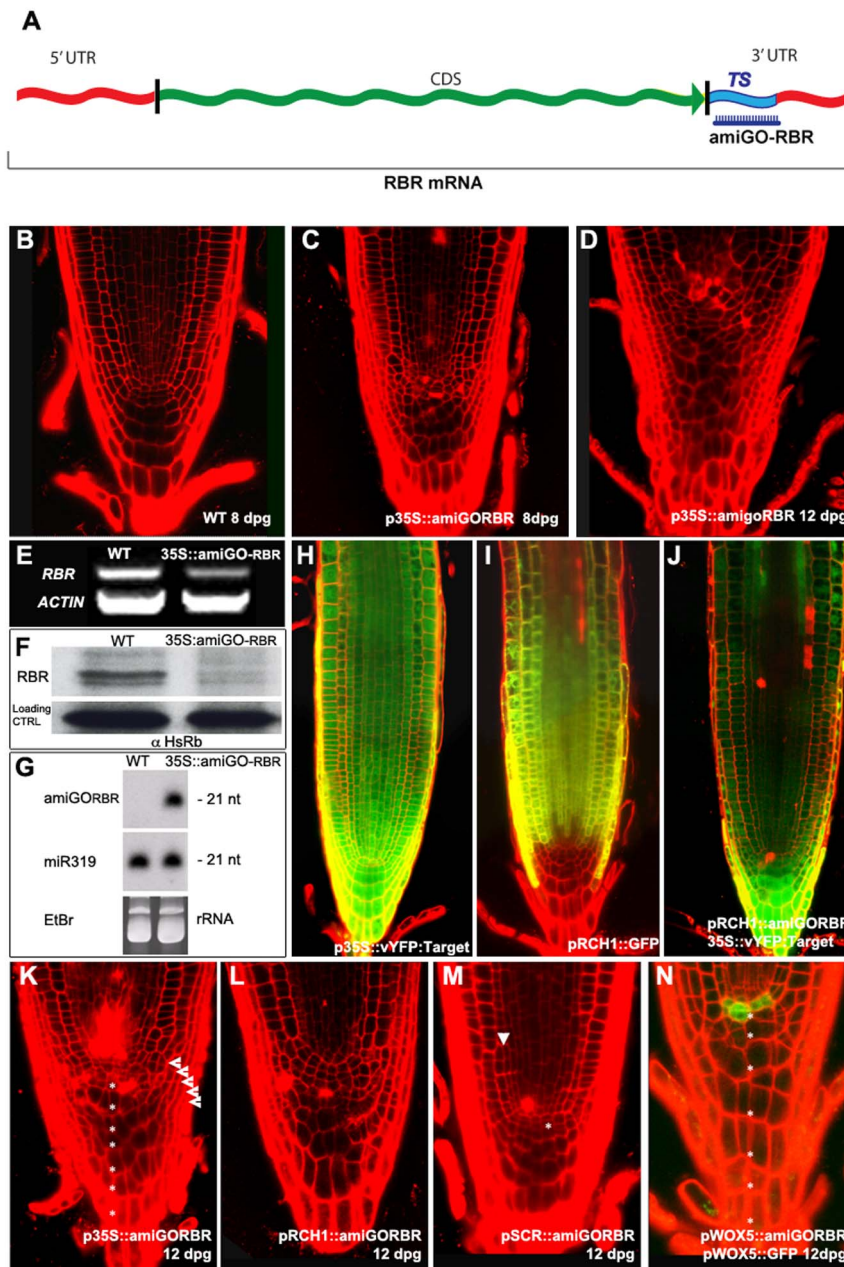 A
5' UTR
CDS
3' UTR
TS
amiGO-RBR
RBR mRNA
B
WT 8 dpg
C
p35S::amiGORBR 8dpg
D
p35S::amigoRBR 12 dpg
E
WT 35S::amiGO-RBR
RBR
ACTIN
F
WT 35S:amiGO-RBR
RBR
Loading
CTRL
α HsRb
G
WT 35S::amiGO-RBR
amiGORBR - 21 nt
miR319 - 21 nt
EtBr rRNA
H
p35S::vYFP:Target
I
pRCH1::GFP
J
pRCH1::amiGORBR
35S::vYFP:Target
K
* * * * * * *
p35S::amiGORBR
12 dpg
L
pRCH1::amiGORBR
12 dpg
M
*
pSCR::amiGORBR
12 dpg
N
* * * * * * *
pWOX5::amiGORBR
pWOX5::GFP 12dpg